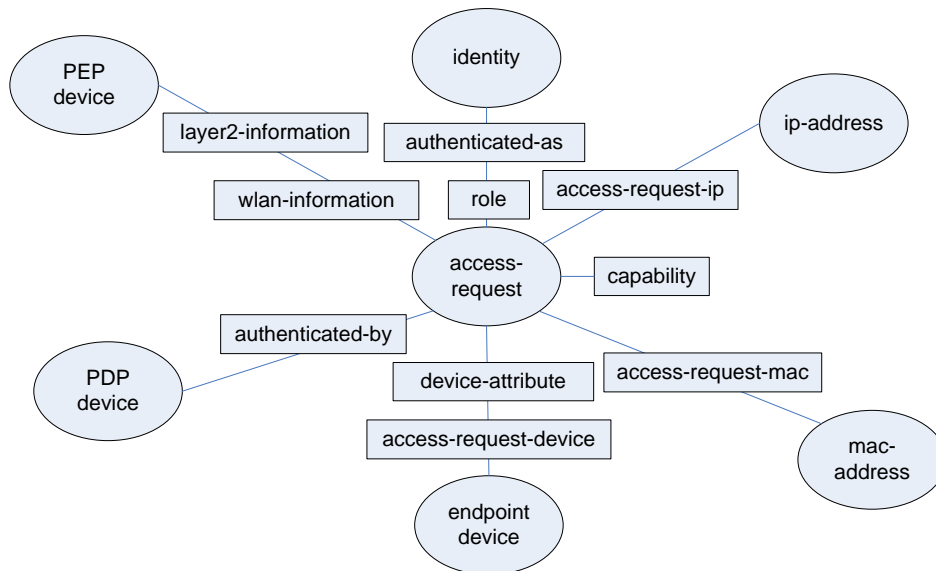 identity
PEP
device
layer2-information
authenticated-as
ip-address
wlan-information
role
access-request-ip
access-
request
capability
authenticated-by
PDP
device
device-attribute
access-request-mac
access-request-device
mac-
address
endpoint
device